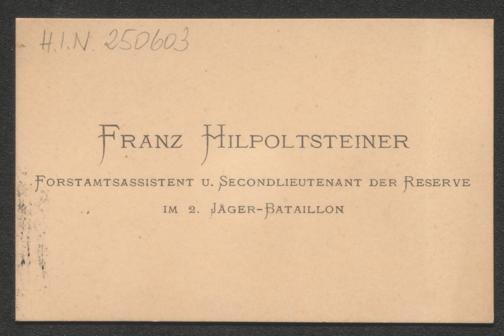 H.I.N. 250603
Franz Hilpoltsteiner
Forstamtsassistent u. Secondlieutenant der Reserve
im 2. Jäger-Bataillon